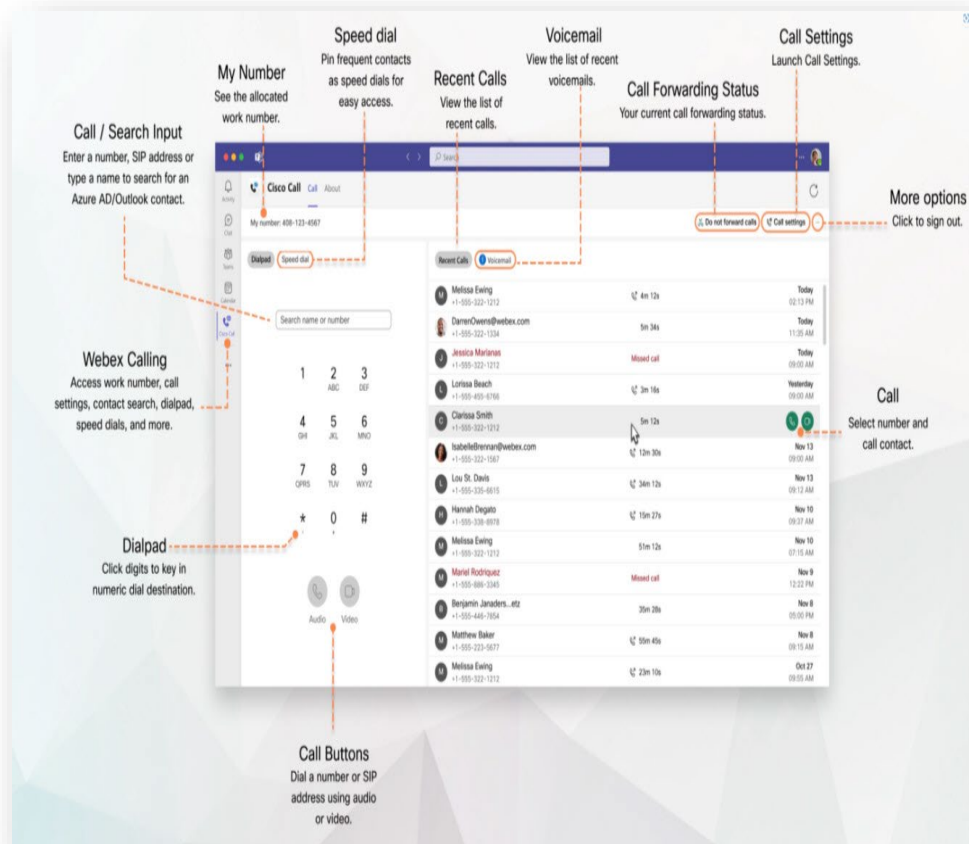 Speed dial
Pin frequent contacts
as speed dials for
easy access.
Voicemail
View the list of recent
voicemails.
Call Settings
Launch Call Settings.
My Number
See the allocated
work number.
Recent Calls
View the list of
recent calls.
Call Forwarding Status
Your current call forwarding status.
Call / Search Input
Enter a number, SIP address or
type a name to search for an
Azure AD/Outlook contact.
More options
Click to sign out.
Webex Calling
Access work number, call
settings, contact search, dialpad,
speed dials, and more.
Call
Select number and
call contact.
Dialpad
Click digits to key in
numeric dial destination.
Call Buttons
Dial a number or SIP
address using audio
or video.
Search
Activity
Chat
Teams
Calendar
Cisco Call
Cisco Call Call About
My number: 408-123-4567
Do not forward calls Call settings
Dialpad Speed dial
Search name or number
1 2 3
ABC DEF
4 5 6
GHI JKL MNO
7 8 9
QPRS TUV WXYZ
* 0 #
Audio Video
Recent Calls Voicemail
Melissa Ewing 4m 12s Today
+1-555-322-1212 02:13 PM
DarrenOwens@webex.com 5m 34s Today
+1-555-322-1334 11:35 AM
Jessica Marianas Missed call Today
+1-555-322-1212 09:00 AM
Lorissa Beach 3m 16s Yesterday
+1-555-455-6766 09:00 AM
Clarissa Smith 5m 12s
+1-555-322-1212
IsabelleBrennan@webex.com 12m 30s Nov 13
+1-555-322-1567 09:00 AM
Lou St. Davis 34m 12s Nov 13
+1-555-335-6615 09:12 AM
Hannah Degato 15m 27s Nov 10
+1-555-338-8978 09:37 AM
Melissa Ewing 51m 12s Nov 10
+1-555-322-1212 07:15 AM
Mariel Rodriquez Missed call Nov 9
+1-555-686-3345 12:22 PM
Benjamin Janaders...etz 35m 28s Nov 8
+1-555-446-7654 05:00 PM
Matthew Baker 55m 45s Nov 8
+1-555-223-5677 09:15 AM
Melissa Ewing 23m 10s Oct 27
+1-555-322-1212 09:55 AM